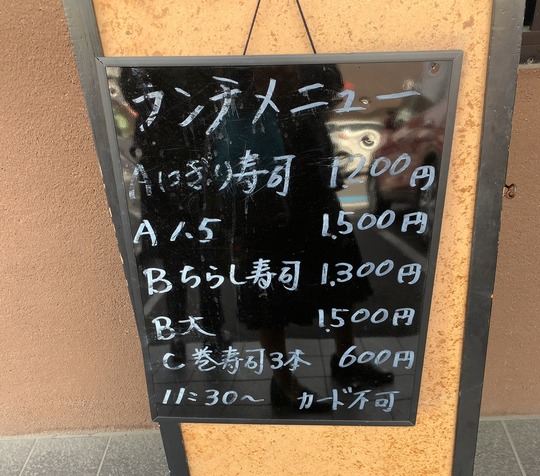 ランチメニュー
Aにぎり寿司 1,200円
A 1.5 1,500円
Bちらし寿司 1,300円
B大 1,500円
C巻寿司3本 600円
11:30〜 カード不可